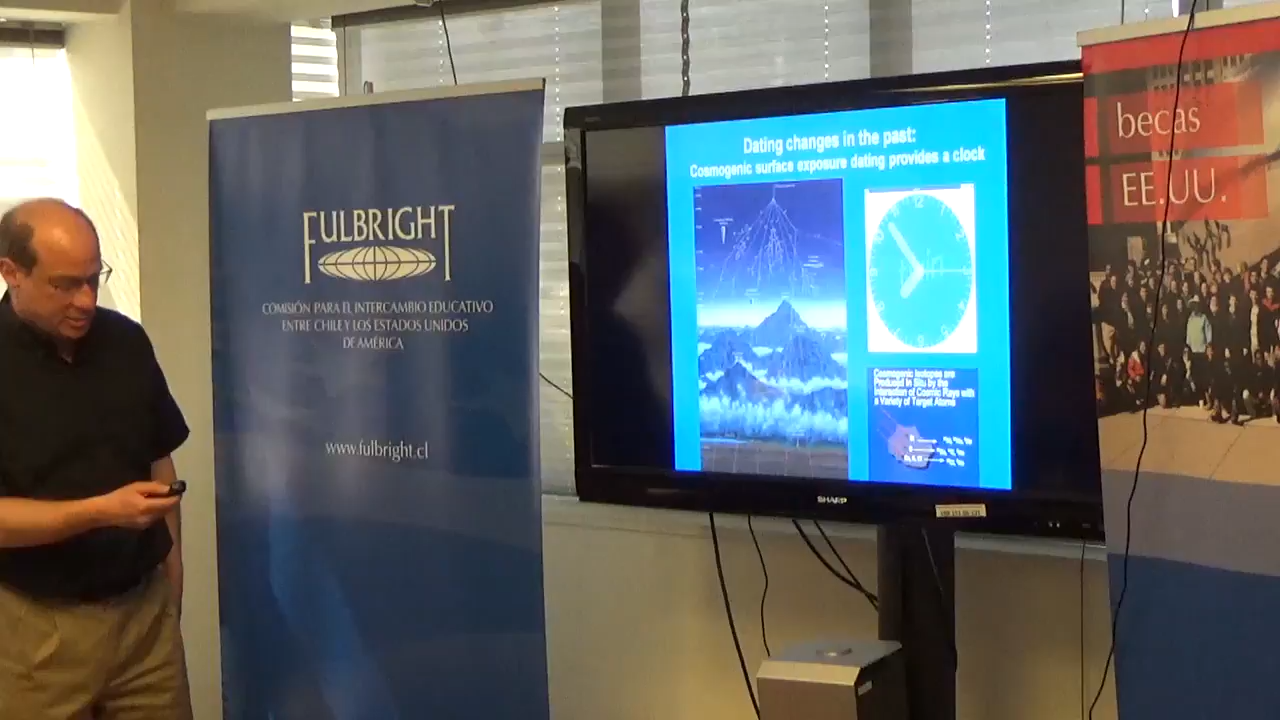 FULBRIGHT
COMISIÓN PARA EL INTERCAMBIO EDUCATIVO
ENTRE CHILE Y LOS ESTADOS UNIDOS
DE AMÉRICA
www.fulbright.cl
Dating changes in the past:
Cosmogenic surface exposure dating provides a clock
12
Cosmogenic Isotopes are
Produced In Situ by the
Interaction of Cosmic Rays with
a Variety of Target Atoms
SHARP
becas
EE.UU.